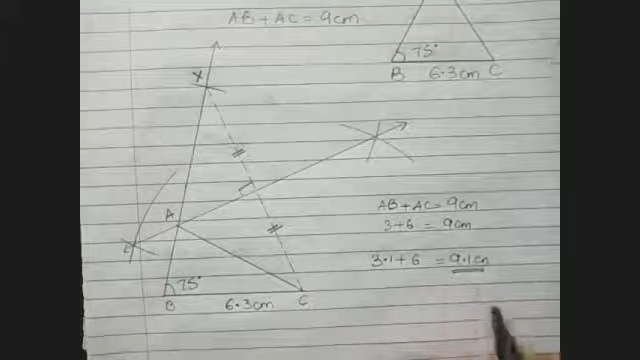 AB + AC = 9cm
75°
B 6.3cm C
X
A
75°
B 6.3cm C
AB + AC = 9cm
3+6 = 9cm
3.1+6 = 9.1cm